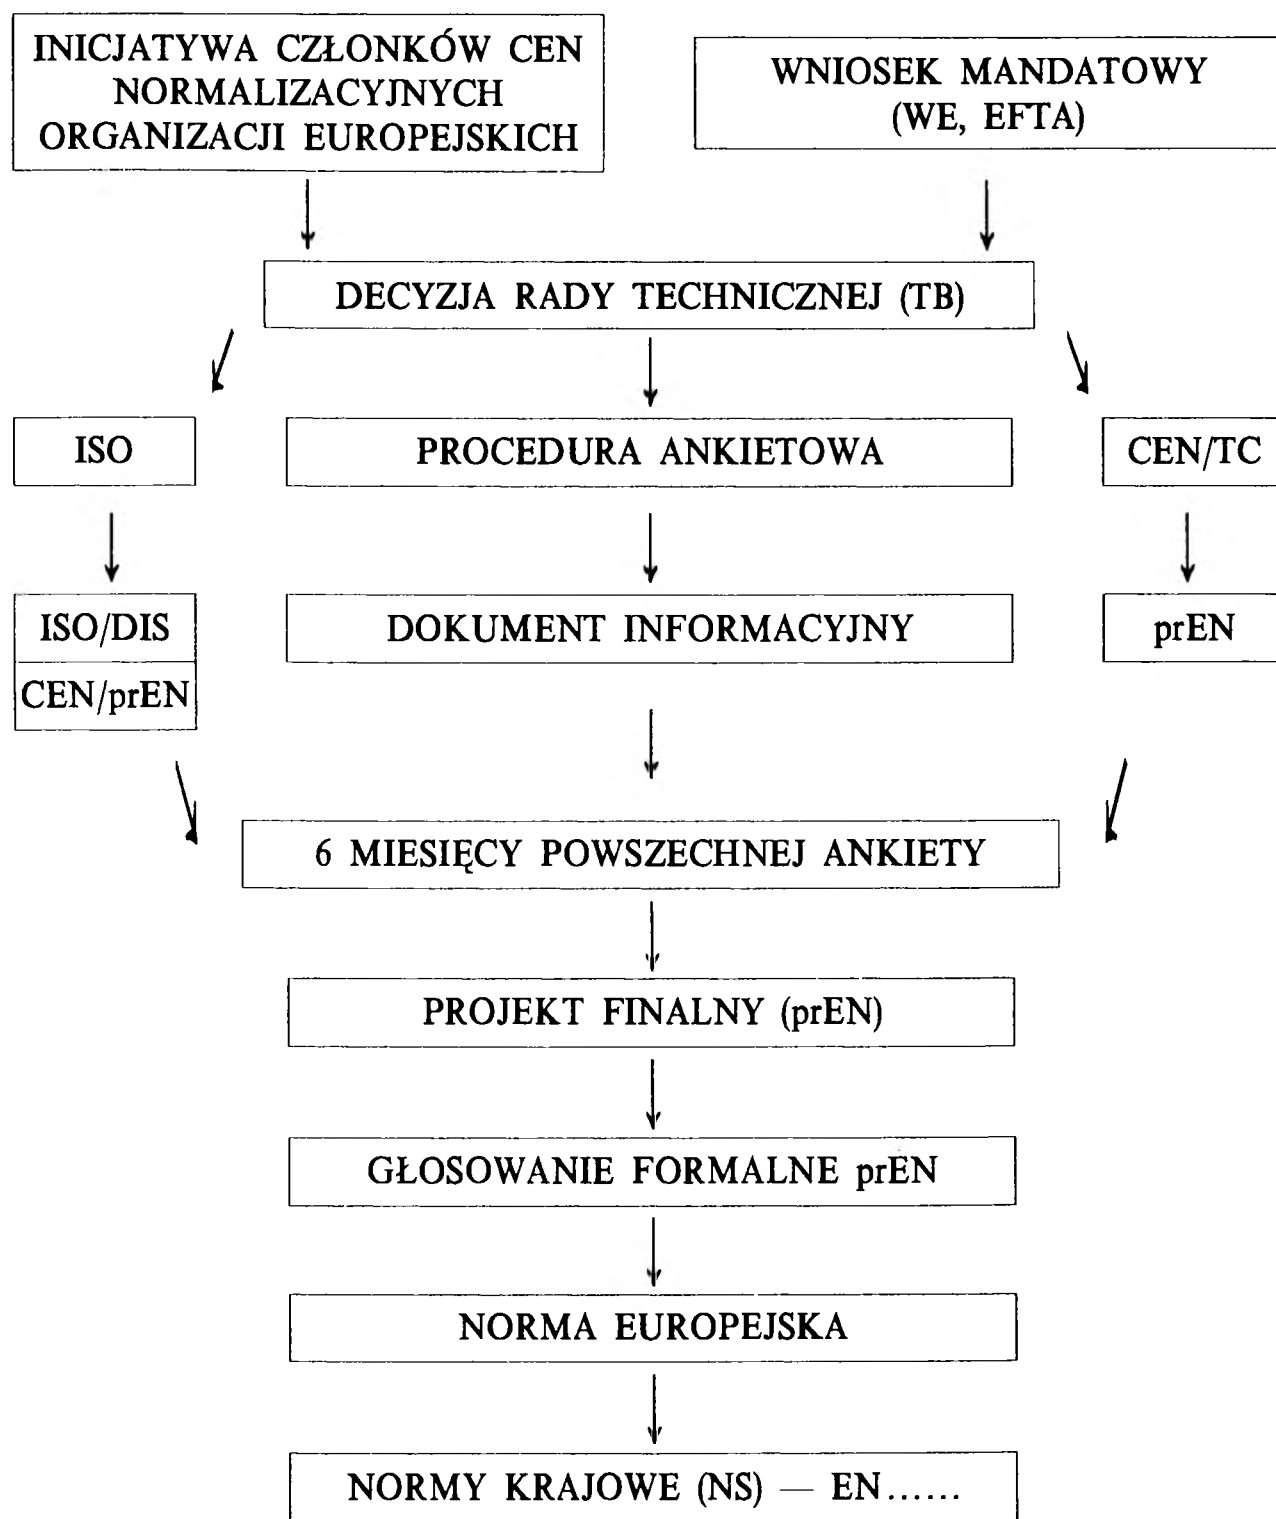 INICJATYWA CZŁONKÓW CEN
NORMALIZACYJNYCH
ORGANIZACJI EUROPEJSKICH
WNIOSEK MANDATOWY
(WE, EFTA)
DECYZJA RADY TECHNICZNEJ (TB)
ISO
PROCEDURA ANKIETOWA
CEN/TC
ISO/DIS
CEN/prEN
DOKUMENT INFORMACYJNY
prEN
6 MIESIĘCY POWSZECHNEJ ANKIETY
PROJEKT FINALNY (prEN)
GŁOSOWANIE FORMALNE prEN
NORMA EUROPEJSKA
NORMY KRAJOWE (NS) — EN......